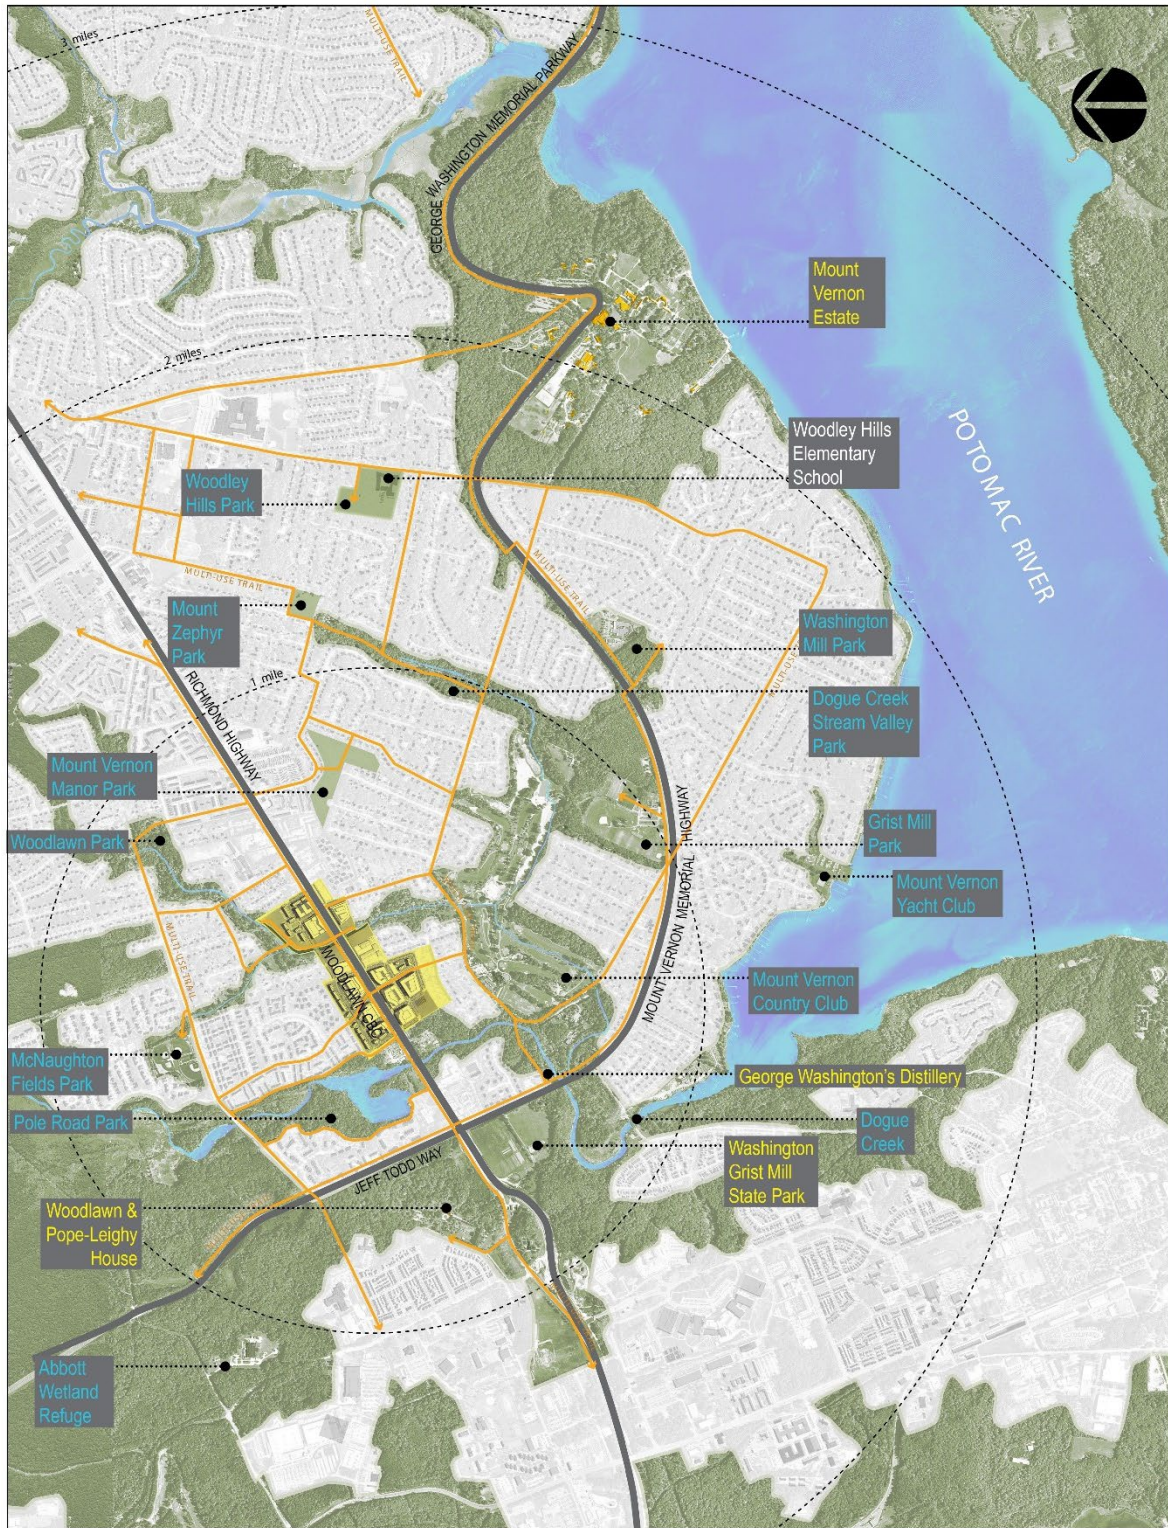 3 miles
MULTI-USE TRAIL
GEORGE WASHINGTON MEMORIAL PARKWAY
Mount
Vernon
Estate
2 miles
POTOMAC RIVER
Woodley Hills
Elementary
School
Woodley
Hills Park
MULTI-USE TRAIL
MULTI-USE TRAIL
Mount
Zephyr
Park
Washington
Mill Park
MULTI-USE
1 mile
RICHMOND HIGHWAY
Dogue Creek
Stream Valley
Park
Mount Vernon
Manor Park
Woodlawn Park
Grist Mill
Park
Mount Vernon
Yacht Club
MOUNT VERNON MEMORIAL HIGHWAY
MULTI-USE TRAIL
WOODLAWN CBC
Mount Vernon
Country Club
McNaughton
Fields Park
George Washington's Distillery
Pole Road Park
Dogue
Creek
JEFF TODD WAY
Washington
Grist Mill
State Park
Woodlawn &
Pope-Leighy
House
Abbott
Wetland
Refuge